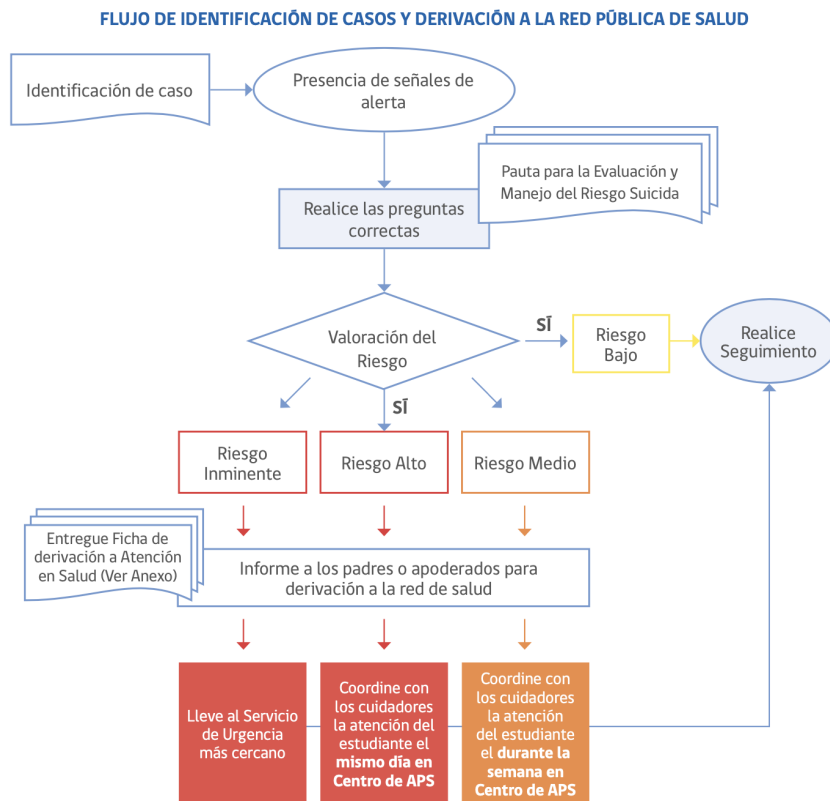 FLUJO DE IDENTIFICACIÓN DE CASOS Y DERIVACIÓN A LA RED PÚBLICA DE SALUD
Identificación de caso
Presencia de señales de
alerta
Pauta para la Evaluación y
Manejo del Riesgo Suicida
Realice las preguntas
correctas
Valoración del
Riesgo
SÍ
Riesgo
Bajo
Realice
Seguimiento
SÍ
Riesgo
Inminente
Riesgo Alto
Riesgo Medio
Entregue Ficha de
derivación a Atención
en Salud (Ver Anexo)
Informe a los padres o apoderados para
derivación a la red de salud
Lleve al Servicio
de Urgencia
más cercano
Coordine con
los cuidadores
la atención del
estudiante el
mismo día en
Centro de APS
Coordine con
los cuidadores
la atención
del estudiante
el durante la
semana en
Centro de APS